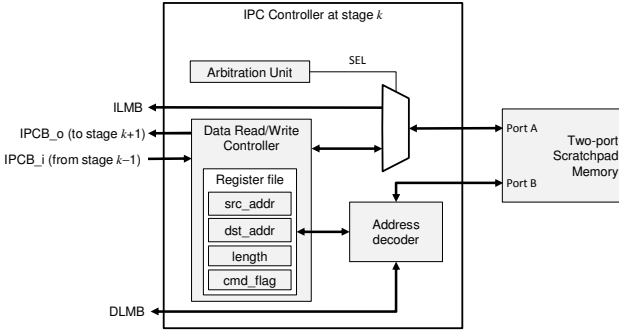 IPC Controller at stage k
Arbitration Unit
SEL
ILMB
IPCB_o (to stage k+1)
IPCB_i (from stage k−1)
Data Read/Write
Controller
Register file
src_addr
dst_addr
length
cmd_flag
Address
decoder
Port A
Port B
Two-port
Scratchpad
Memory
DLMB